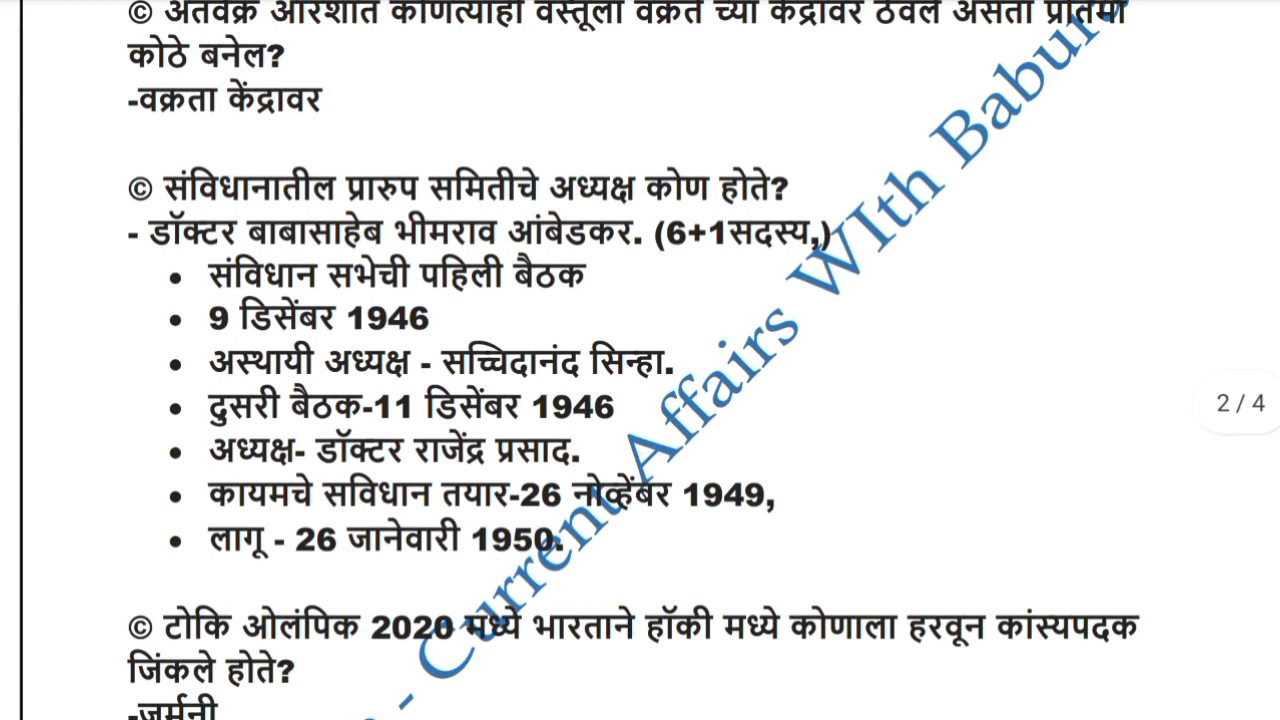 © अंतर्वक्र आरशात कोणत्याही वस्तूला वक्रते च्या केंद्रावर ठेवले असता प्रतिमा
कोठे बनेल?
-वक्रता केंद्रावर
© संविधानातील प्रारुप समितीचे अध्यक्ष कोण होते?
- डॉक्टर बाबासाहेब भीमराव आंबेडकर. (6+1सदस्य,)
• संविधान सभेची पहिली बैठक
• 9 डिसेंबर 1946
• अस्थायी अध्यक्ष - सच्चिदानंद सिन्हा.
• दुसरी बैठक-11 डिसेंबर 1946
• अध्यक्ष- डॉक्टर राजेंद्र प्रसाद.
• कायमचे सविधान तयार-26 नोव्हेंबर 1949,
• लागू - 26 जानेवारी 1950.
© टोकि ओलंपिक 2020 मध्ये भारताने हॉकी मध्ये कोणाला हरवून कांस्यपदक
जिंकले होते?
-जर्मनी
- Current Affairs WIth
2 / 4